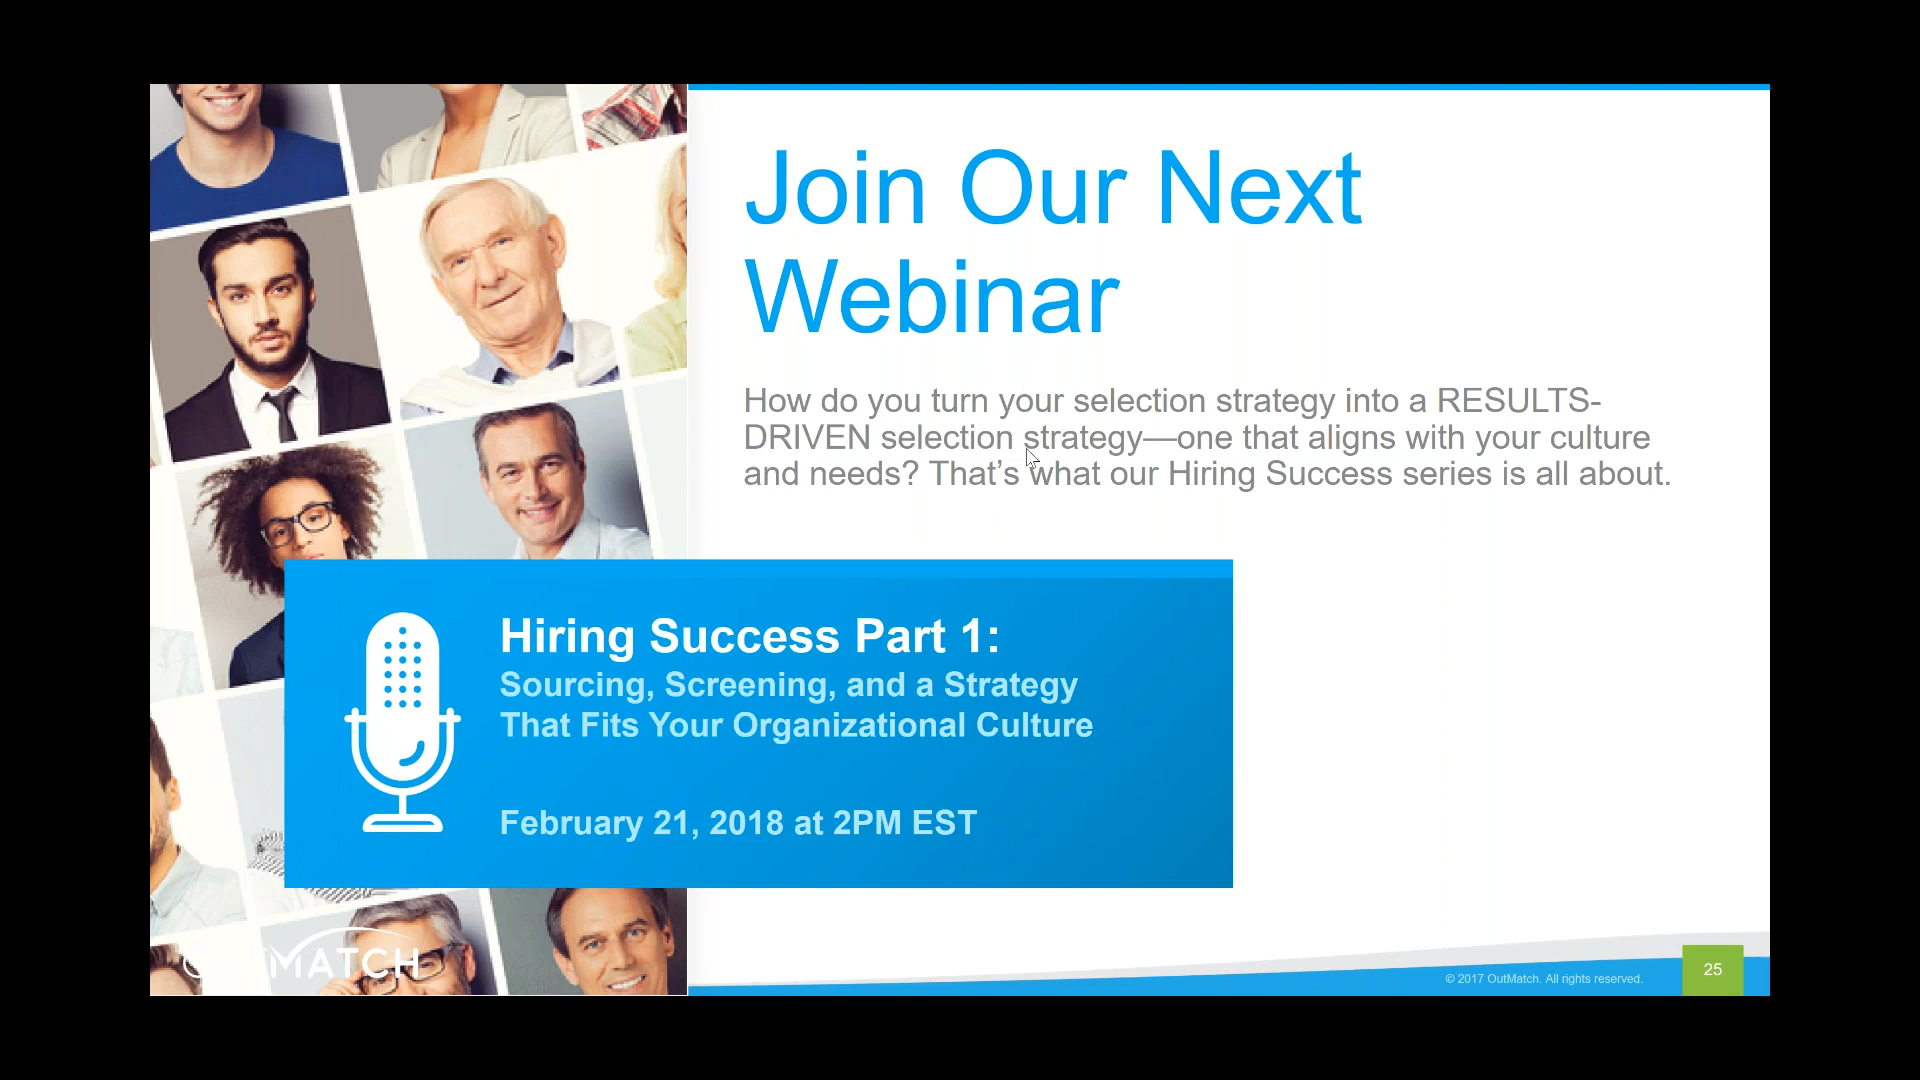 Join Our Next
Webinar
How do you turn your selection strategy into a RESULTS-
DRIVEN selection strategy—one that aligns with your culture
and needs? That’s what our Hiring Success series is all about.
Hiring Success Part 1:
Sourcing, Screening, and a Strategy
That Fits Your Organizational Culture
February 21, 2018 at 2PM EST
OUTMATCH
© 2017 OutMatch. All rights reserved.
25